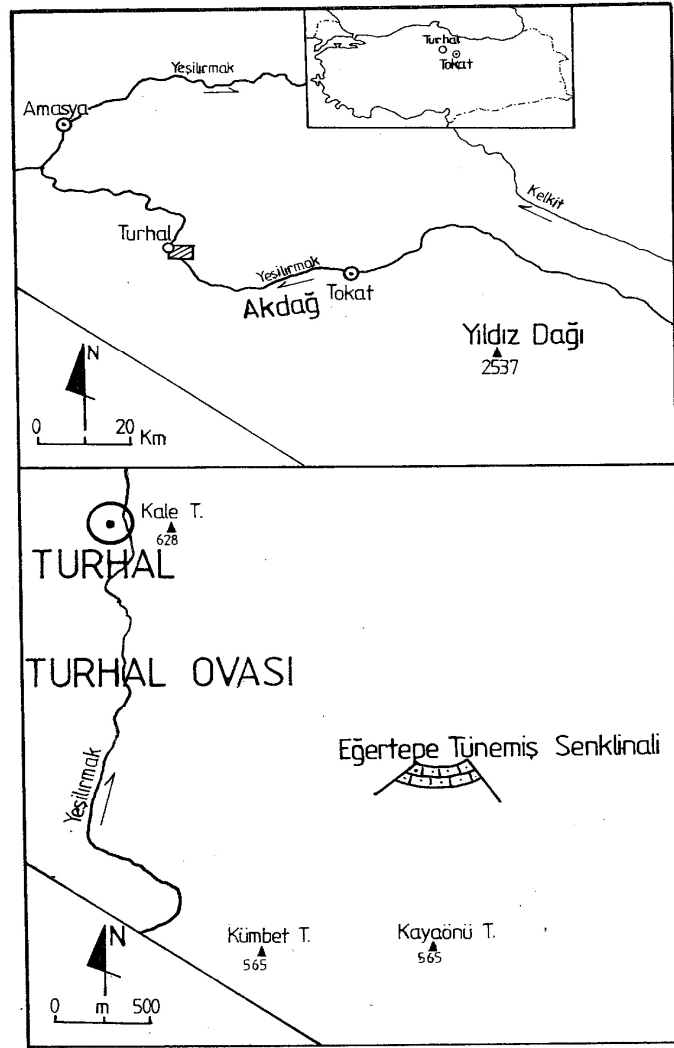 Turhal
Tokat
Yeşilırmak
Amasya
Kelkit
Turhal
Yeşilırmak
Akdağ
Tokat
Yıldız Dağı
2537
N
0 20
Km
Kale T.
628
TURHAL
TURHAL OVASI
Eğertepe Tünemiş Senklinali
Yeşilırmak
Kümbet T.
565
Kayaönü T.
565
N
0 m 500